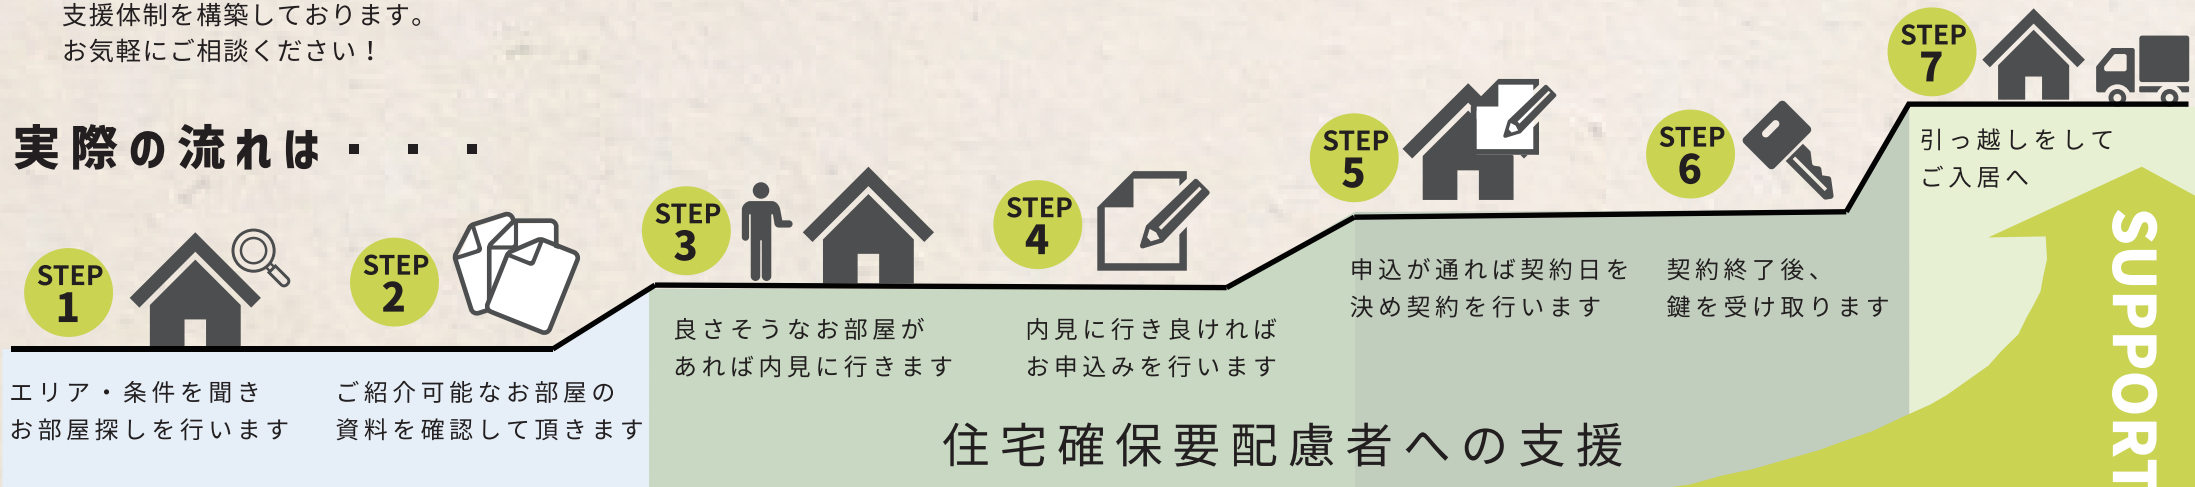 支援体制を構築しております。
お気軽にご相談ください！
実際の流れは・・・
STEP
1
エリア・条件を聞き
お部屋探しを行います
STEP
2
ご紹介可能なお部屋の
資料を確認して頂きます
STEP
3
良さそうなお部屋が
あれば内見に行きます
STEP
4
内見に行き良ければ
お申込みを行います
STEP
5
申込が通れば契約日を
決め契約を行います
STEP
6
契約終了後、
鍵を受け取ります
STEP
7
引っ越しをして
ご入居へ
住宅確保要配慮者への支援
SUPPORT